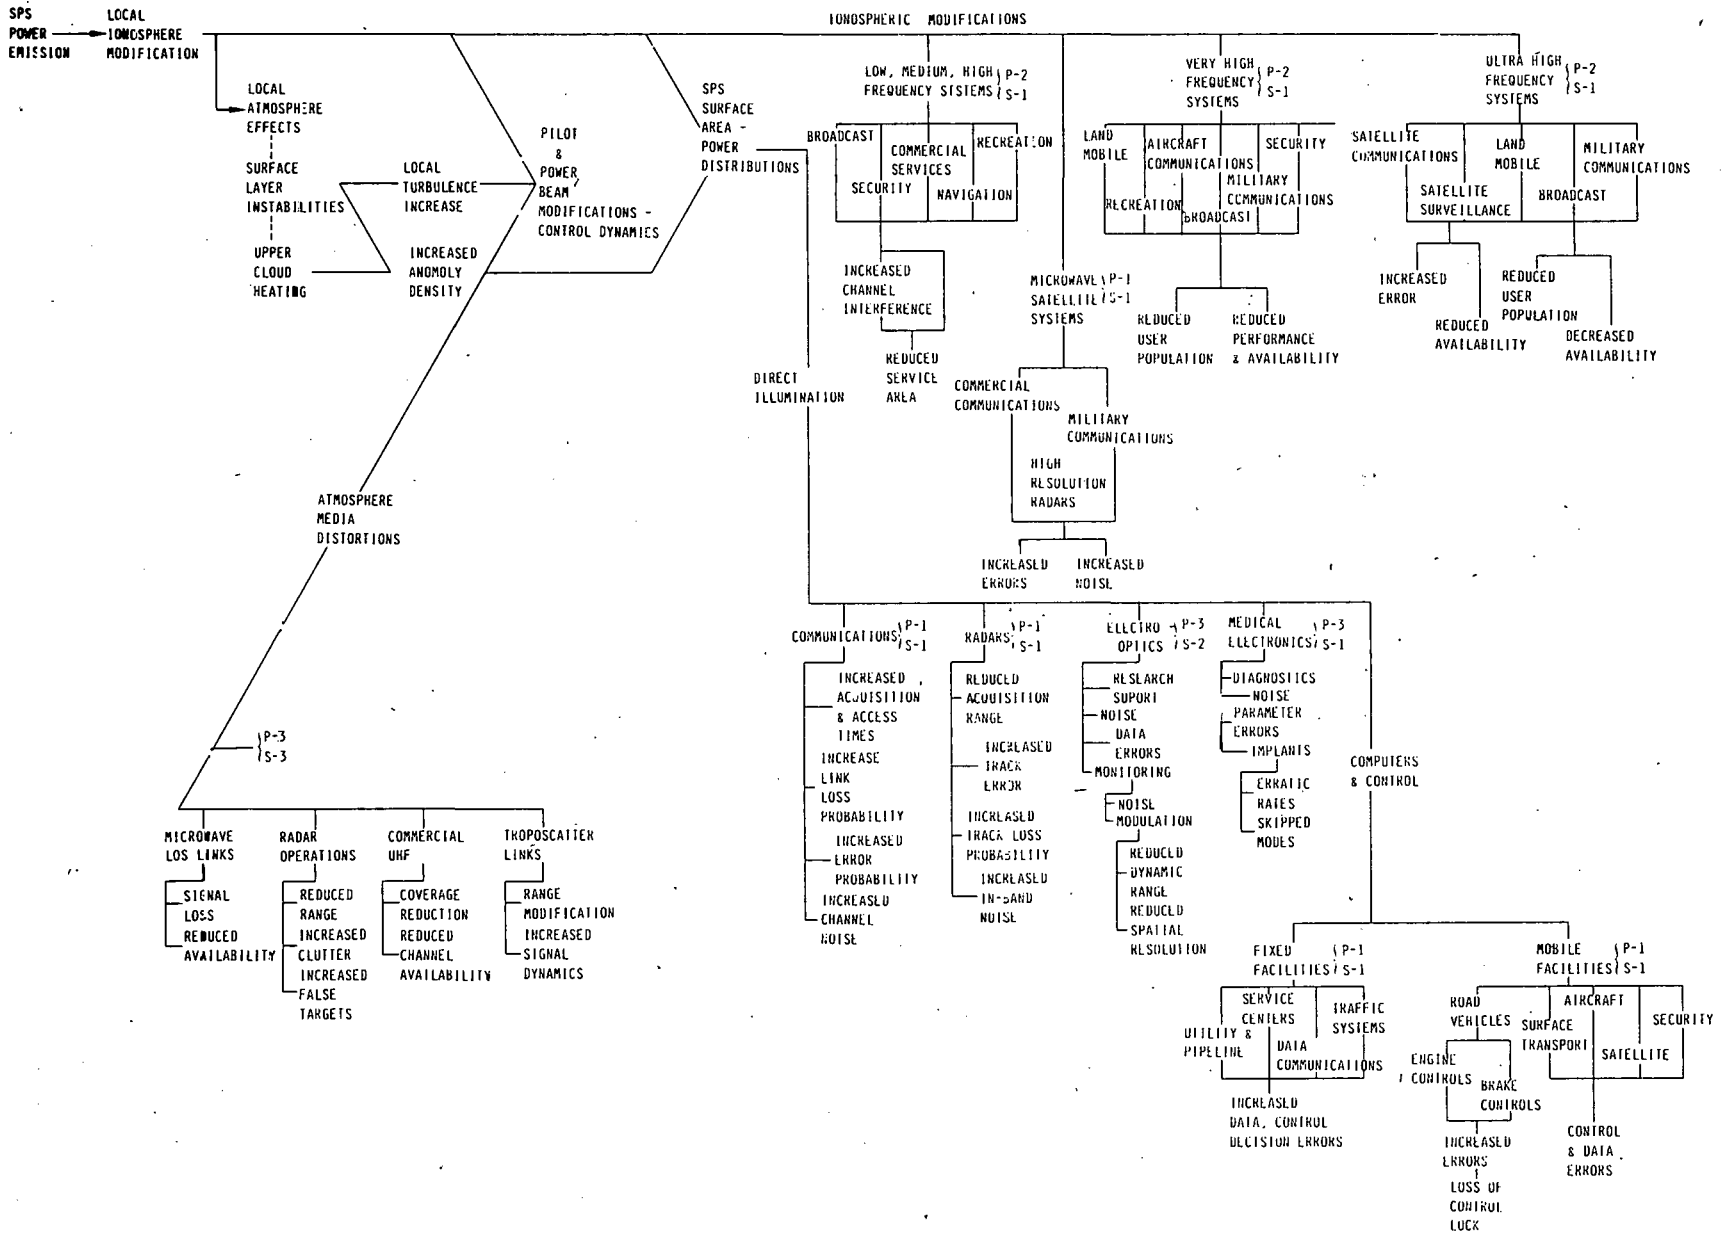 SPS
POWER
EMISSION
LOCAL
IONOSPHERE
MODIFICATION
IONOSPHERIC MODIFICATIONS
LOCAL
ATMOSPHERE
EFFECTS
SURFACE
LAYER
INSTABILITIES
UPPER
CLOUD
HEATING
LOCAL
TURBULENCE
INCREASE
INCREASED
ANOMOLY
DENSITY
PILOT
&
POWER
BEAM
MODIFICATIONS -
CONTROL DYNAMICS
SPS
SURFACE
AREA -
POWER
DISTRIBUTIONS
LOW, MEDIUM, HIGH P-2
FREQUENCY SYSTEMS S-1
BROADCAST
SECURITY
COMMERCIAL
SERVICES
NAVIGATION
RECREATION
INCREASED
CHANNEL
INTERFERENCE
REDUCED
SERVICE
AREA
MICROWAVE P-1
SATELLITE S-1
SYSTEMS
COMMERCIAL
COMMUNICATIONS
MILITARY
COMMUNICATIONS
HIGH
RESOLUTION
RADARS
INCREASED
ERRORS
INCREASED
NOISE
VERY HIGH
FREQUENCY
SYSTEMS
P-2
S-1
LAND
MOBILE
RECREATION
AIRCRAFT
COMMUNICATIONS
BROADCAST
MILITARY
COMMUNICATIONS
SECURITY
REDUCED
USER
POPULATION
REDUCED
PERFORMANCE
& AVAILABILITY
ULTRA HIGH
FREQUENCY
SYSTEMS
P-2
S-1
SATELLITE
COMMUNICATIONS
SATELLITE
SURVEILLANCE
LAND
MOBILE
BROADCAST
MILITARY
COMMUNICATIONS
INCREASED
ERROR
REDUCED
AVAILABILITY
REDUCED
USER
POPULATION
DECREASED
AVAILABILITY
DIRECT
ILLUMINATION
ATMOSPHERE
MEDIA
DISTORTIONS
P-3
S-3
MICROWAVE
LOS LINKS
SIGNAL
LOSS
REDUCED
AVAILABILITY
RADAR
OPERATIONS
REDUCED
RANGE
INCREASED
CLUTTER
INCREASED
FALSE
TARGETS
COMMERCIAL
UHF
COVERAGE
REDUCTION
REDUCED
CHANNEL
AVAILABILITY
TROPOSCATTER
LINKS
RANGE
MODIFICATION
INCREASED
SIGNAL
DYNAMICS
COMMUNICATIONS P-1
S-1
INCREASED
ACQUISITION
& ACCESS
TIMES
INCREASE
LINK
LOSS
PROBABILITY
INCREASED
ERROR
PROBABILITY
INCREASED
CHANNEL
NOISE
RADARS P-1
S-1
REDUCED
ACQUISITION
RANGE
INCREASED
TRACK
ERROR
INCREASED
TRACK LOSS
PROBABILITY
INCREASED
IN-BAND
NOISE
ELECTRO P-3
OPTICS S-2
RESEARCH
SUPORT
NOISE
DATA
ERRORS
MONITORING
NOISE
MODULATION
REDUCED
DYNAMIC
RANGE
REDUCED
SPATIAL
RESOLUTION
MEDICAL P-3
ELECTRONICS S-1
DIAGNOSTICS
NOISE
PARAMETER
ERRORS
IMPLANTS
ERRATIC
RATES
SKIPPED
MODES
COMPUTERS
& CONTROL
FIXED P-1
FACILITIES S-1
UTILITY &
PIPELINE
SERVICE
CENTERS
DATA
COMMUNICATIONS
TRAFFIC
SYSTEMS
INCREASED
DATA, CONTROL
DECISION ERRORS
MOBILE P-1
FACILITIES S-1
ROAD
VEHICLES
ENGINE
CONTROLS
BRAKE
CONTROLS
INCREASED
ERRORS
LOSS OF
CONTROL
LOCK
SURFACE
TRANSPORT
AIRCRAFT
SATELLITE
SECURITY
CONTROL
& DATA
ERRORS